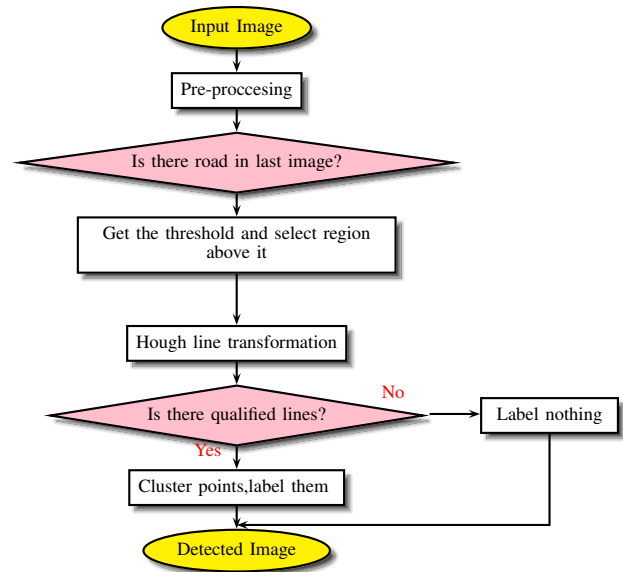 Input Image
Pre-proccesing
Is there road in last image?
Get the threshold and select region
above it
Hough line transformation
Is there qualified lines?
No
Label nothing
Yes
Cluster points,label them
Detected Image